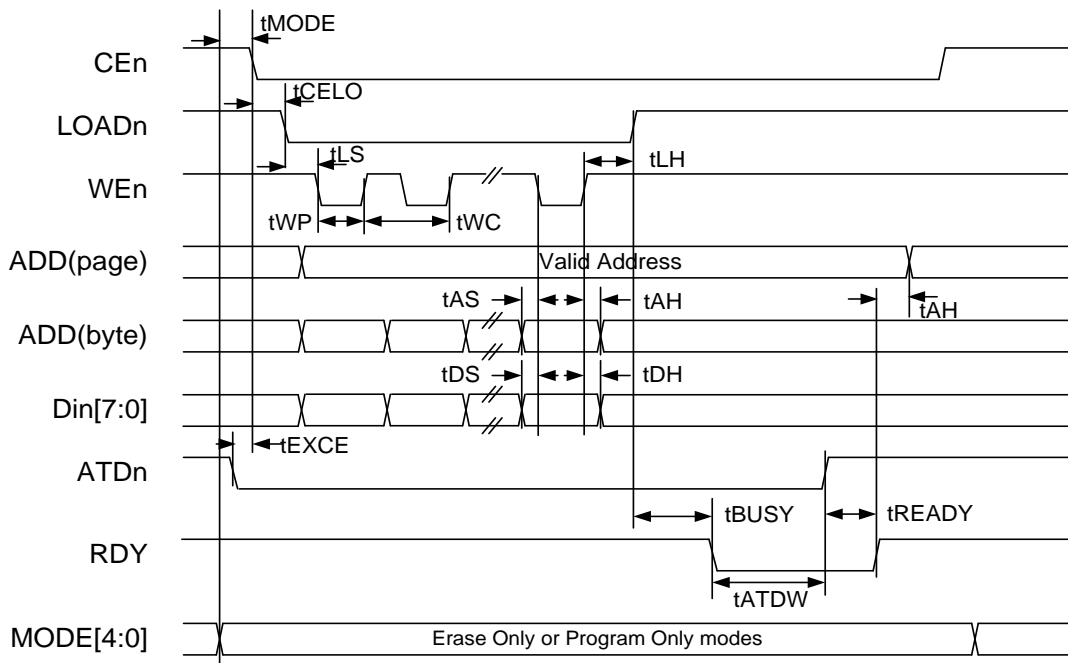 tMODE
CEn
tCELO
LOADn
tLS
tLH
WEn
tWP
tWC
ADD(page)
Valid Address
tAS
tAH
tAH
ADD(byte)
tDS
tDH
Din[7:0]
tEXCE
ATDn
tBUSY
tREADY
RDY
tATDW
MODE[4:0]
Erase Only or Program Only modes